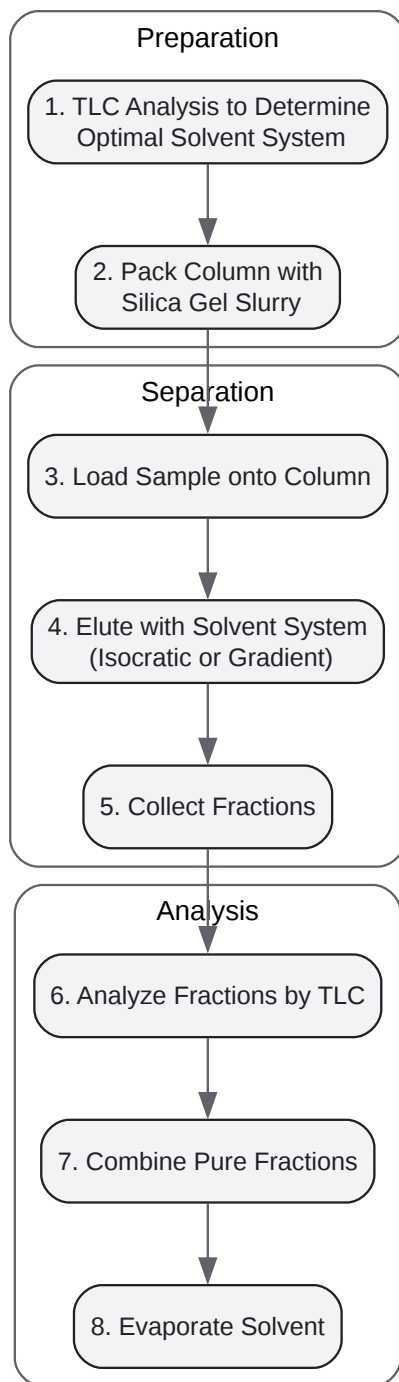 Preparation
1. TLC Analysis to Determine
Optimal Solvent System
2. Pack Column with
Silica Gel Slurry
Separation
3. Load Sample onto Column
4. Elute with Solvent System
(Isocratic or Gradient)
5. Collect Fractions
Analysis
6. Analyze Fractions by TLC
7. Combine Pure Fractions
8. Evaporate Solvent